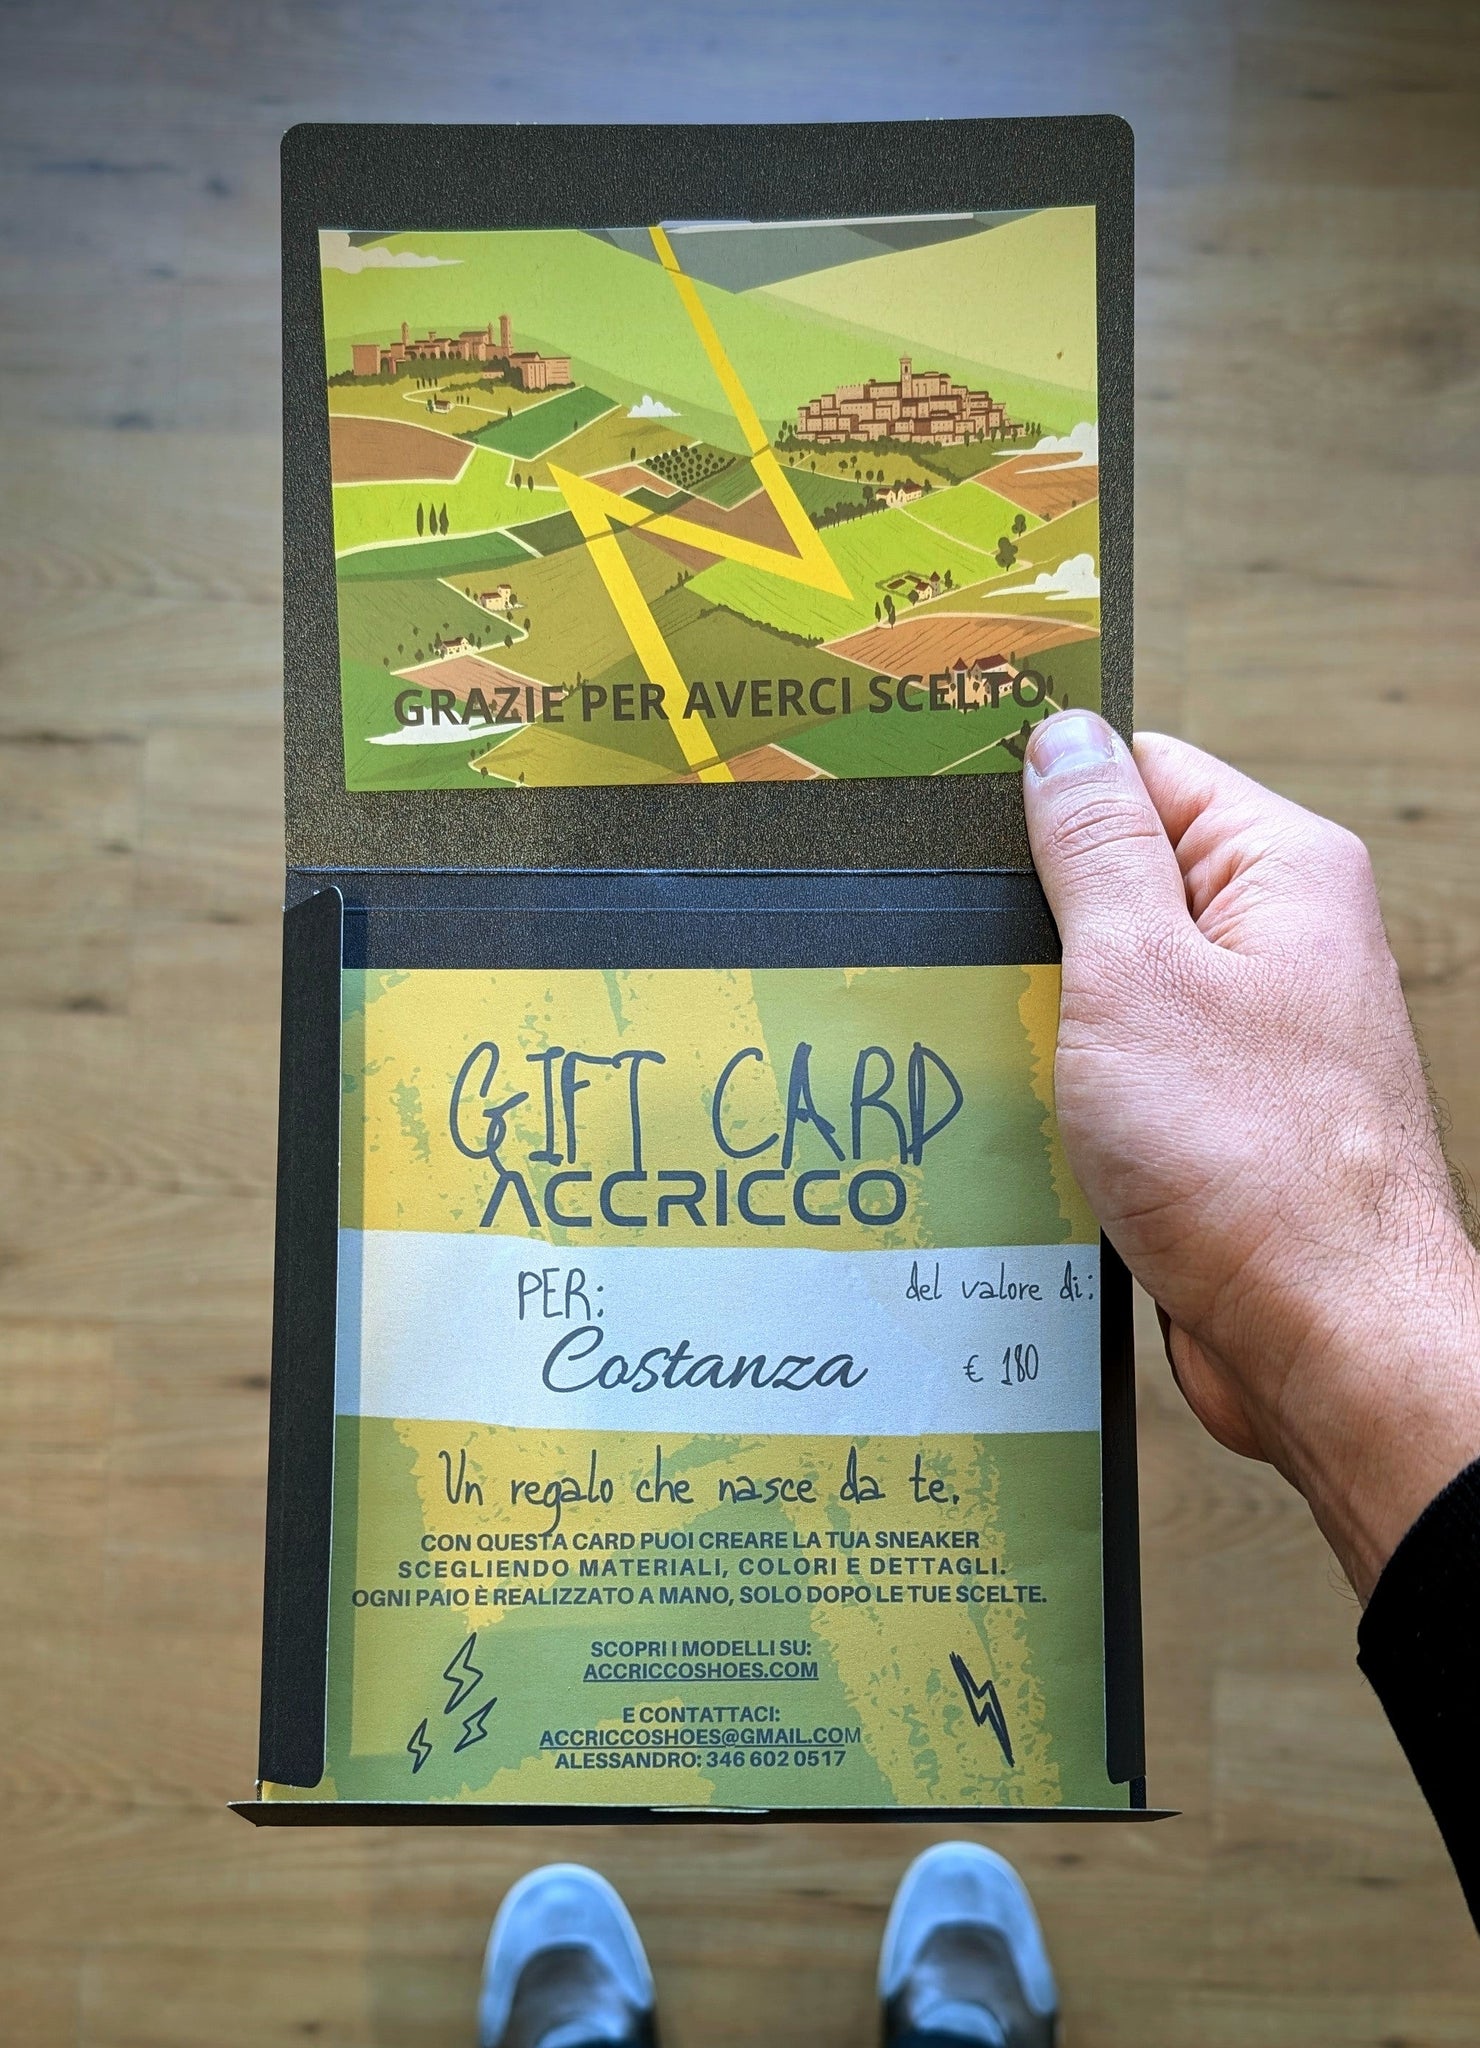 GRAZIE PER AVERCI SCELTO
GIFT CARD
ACCRICCO
PER:
Costanza
del valore di:
€ 180
Un regalo che nasce da te.
CON QUESTA CARD PUOI CREARE LA TUA SNEAKER
SCEGLIENDO MATERIALI, COLORI E DETTAGLI.
OGNI PAIO È REALIZZATO A MANO, SOLO DOPO LE TUE SCELTE.
SCOPRI I MODELLI SU:
ACCRICCOSHOES.COM
E CONTATTACI:
ACCRICCOSHOES@GMAIL.COM
ALESSANDRO: 346 602 0517